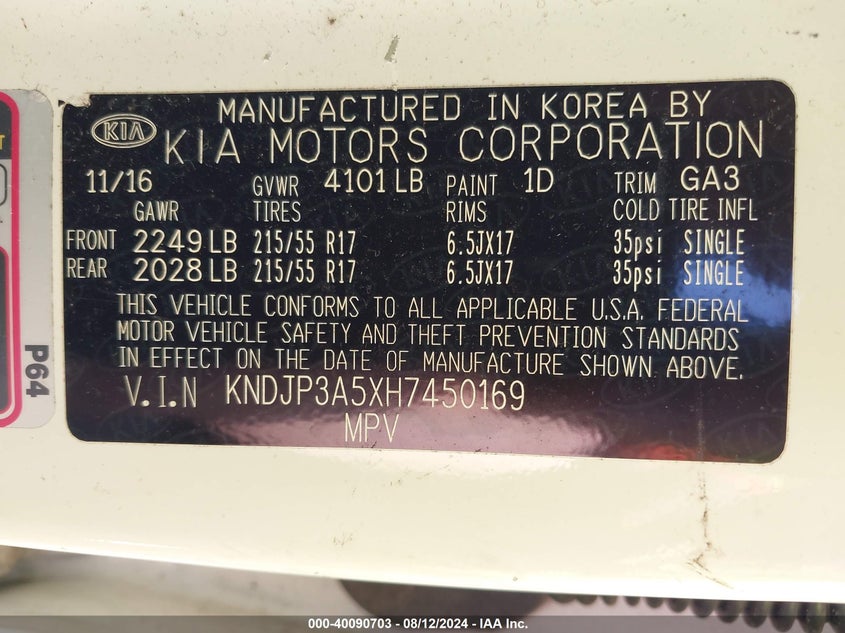 MANUFACTURED IN KOREA BY
KIA KIA MOTORS CORPORATION
11/16 GVWR 4101 LB PAINT 1D TRIM GA3
GAWR TIRES RIMS COLD TIRE INFL
FRONT 2249 LB 215/55 R17 6.5JX17 35psi SINGLE
REAR 2028 LB 215/55 R17 6.5JX17 35psi SINGLE
THIS VEHICLE CONFORMS TO ALL APPLICABLE U.S.A. FEDERAL
MOTOR VEHICLE SAFETY AND THEFT PREVENTION STANDARDS
IN EFFECT ON THE DATE OF MANUFACTURE SHOWN ABOVE.
V.I.N KNDJP3A5XH7450169
MPV
P64
000-40090703 - 08/12/2024 - IAA Inc.